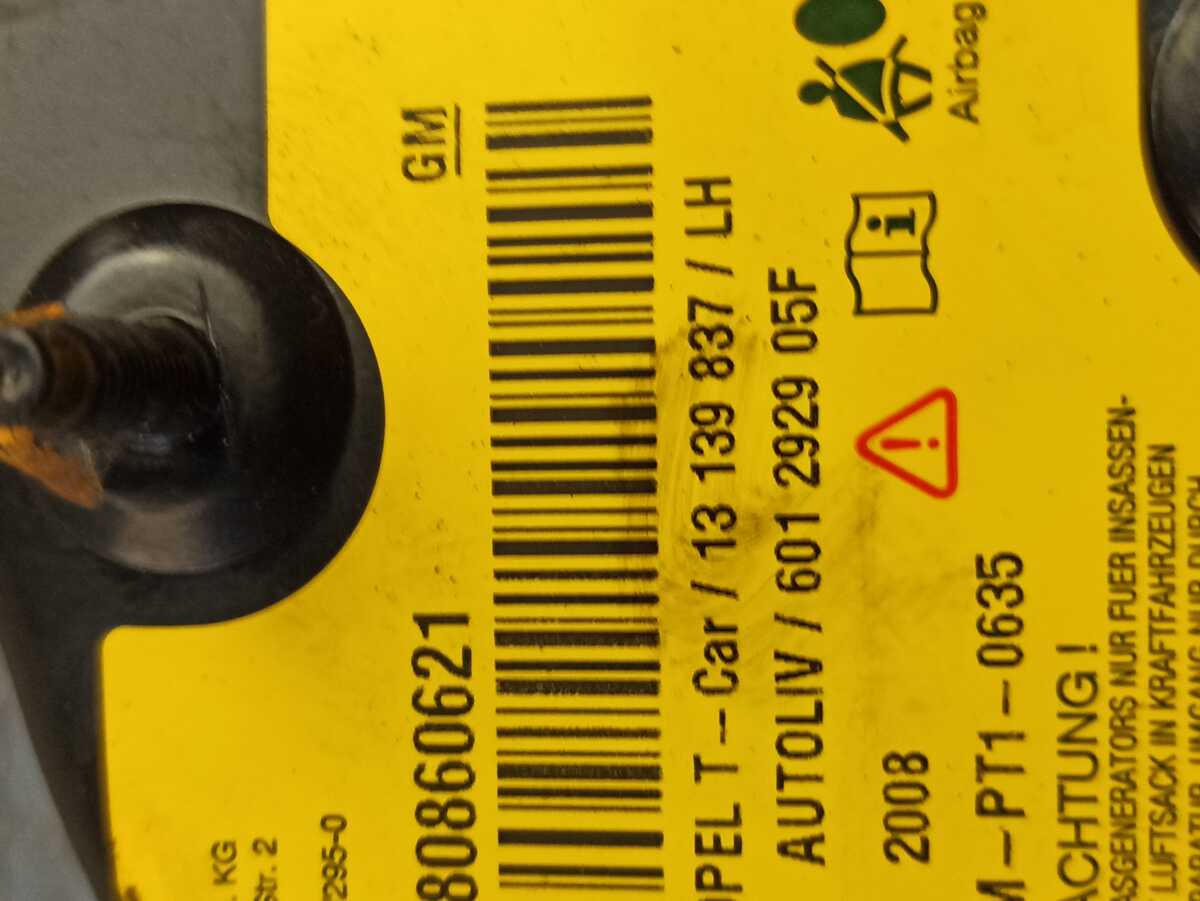 KG
Str. 2
295-0
GM
80860621
OPEL T-Car / 13 139 837 / LH
AUTOLIV / 601 2929 05F
2008
M-PT1-0635
Airbag
ACHTUNG!
ASGENERATORS NUR FUER INSASSEN-
LUFTSACK IN KRAFTFAHRZEUGEN